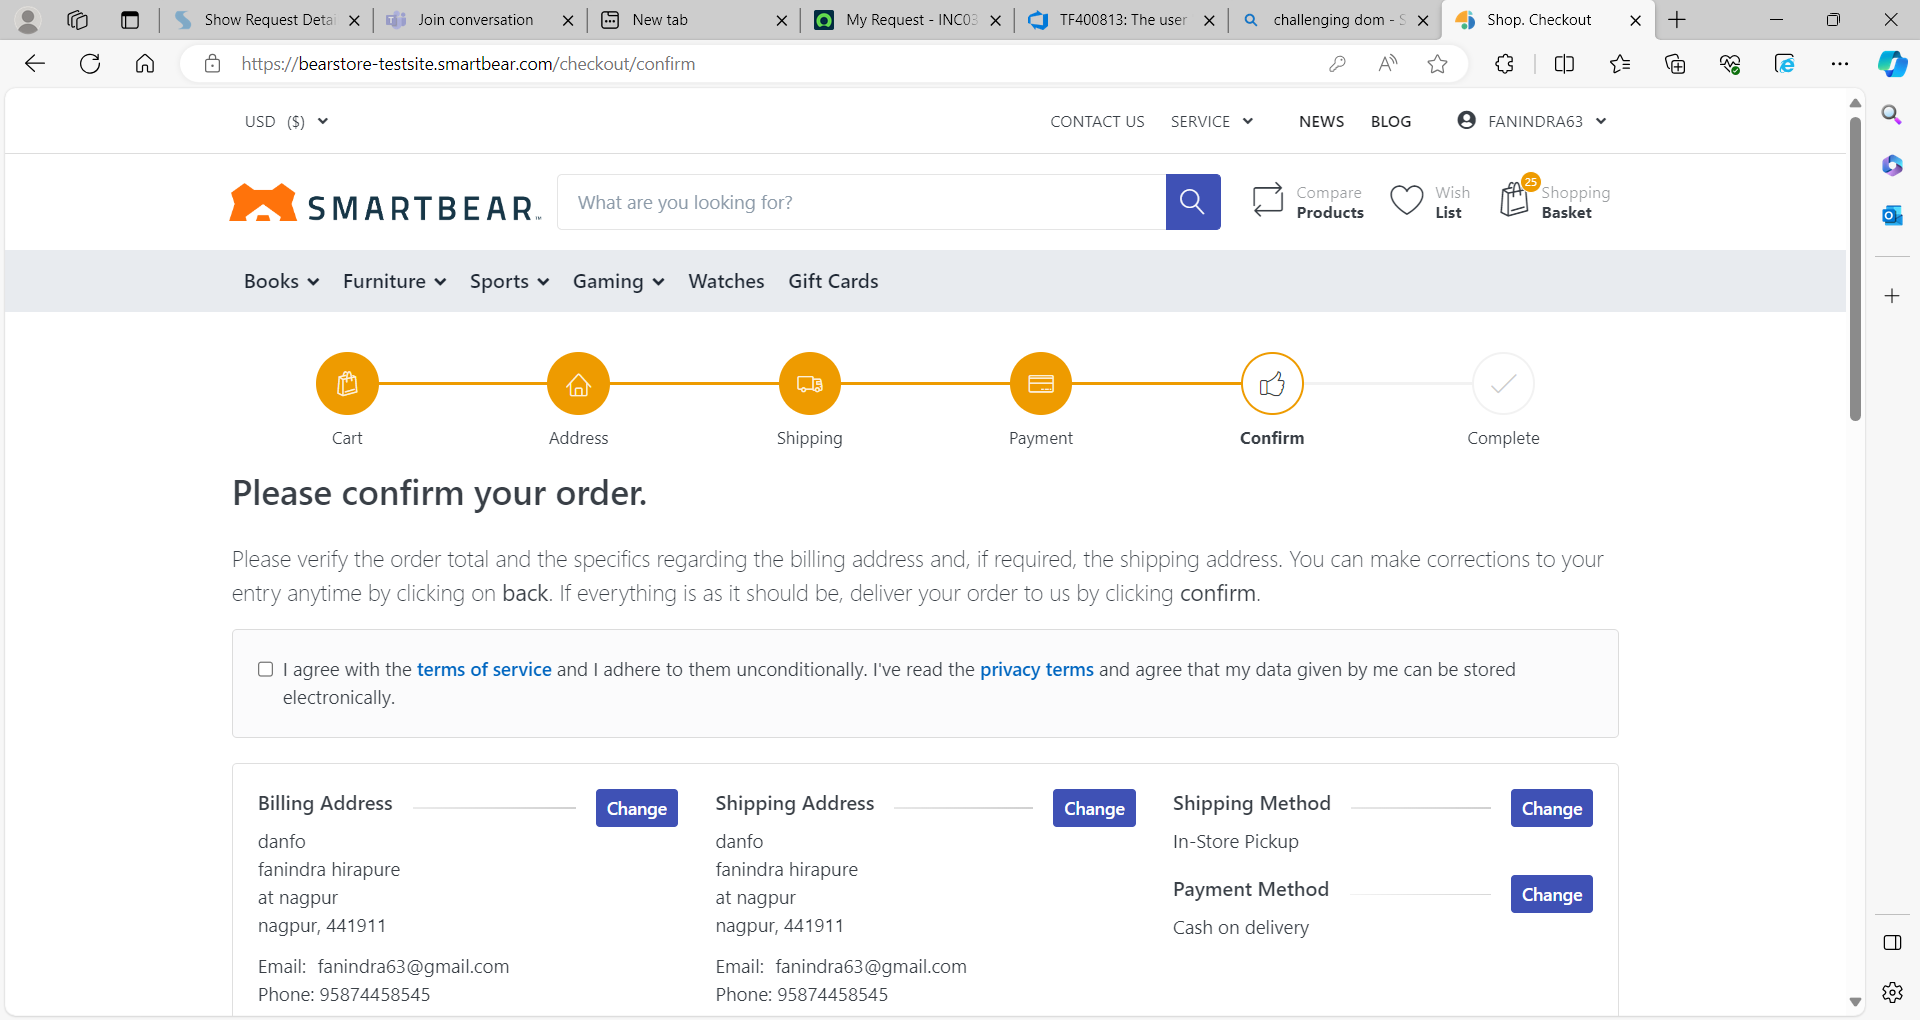 Show Request Detai
Join conversation
New tab
My Request - INC03
TF400813: The user
challenging dom - S
Shop. Checkout
https://bearstore-testsite.smartbear.com/checkout/confirm
USD ($)
CONTACT US
SERVICE
NEWS
BLOG
FANINDRA63
SMARTBEAR
What are you looking for?
Compare
Products
Wish
List
25
Shopping
Basket
Books
Furniture
Sports
Gaming
Watches
Gift Cards
Cart
Address
Shipping
Payment
Confirm
Complete
Please confirm your order.
Please verify the order total and the specifics regarding the billing address and, if required, the shipping address. You can make corrections to your
entry anytime by clicking on back. If everything is as it should be, deliver your order to us by clicking confirm.
I agree with the terms of service and I adhere to them unconditionally. I've read the privacy terms and agree that my data given by me can be stored
electronically.
Billing Address
Change
danfo
fanindra hirapure
at nagpur
nagpur, 441911
Email: fanindra63@gmail.com
Phone: 95874458545
Shipping Address
Change
danfo
fanindra hirapure
at nagpur
nagpur, 441911
Email: fanindra63@gmail.com
Phone: 95874458545
Shipping Method
Change
In-Store Pickup
Payment Method
Change
Cash on delivery